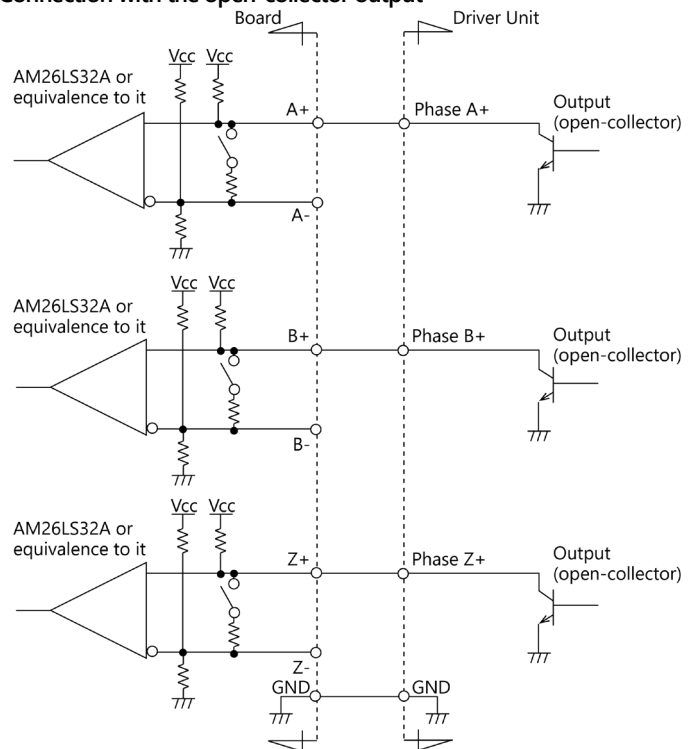 Connection with the open-collector output
Board
Driver Unit
Vcc Vcc
AM26LS32A or
equivalence to it
A+
Phase A+
Output
(open-collector)
A-
Vcc Vcc
AM26LS32A or
equivalence to it
B+
Phase B+
Output
(open-collector)
B-
Vcc Vcc
AM26LS32A or
equivalence to it
Z+
Phase Z+
Output
(open-collector)
Z-
GND
GND